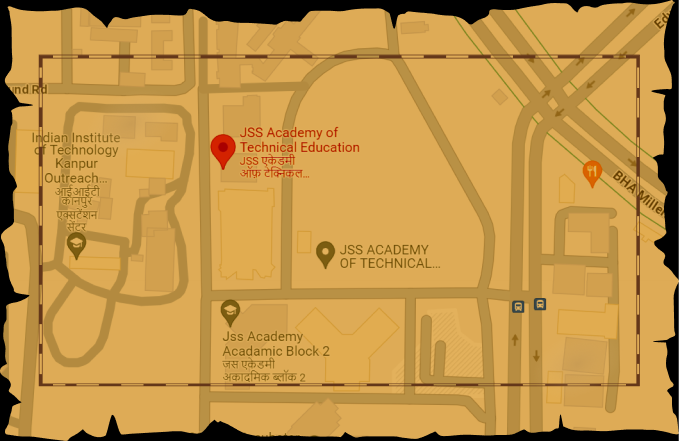 und Rd
Indian Institute
of Technology
Kanpur
Outreach...
आईआईटी
कानपुर
एक्सटेंशन
सेंटर
JSS Academy of
Technical Education
JSS एकेडमी
ऑफ़ टेक्निकल...
JSS ACADEMY
OF TECHNICAL...
Jss Academy
Acadamic Block 2
जस एकेडमी
अकादमिक ब्लॉक 2
BHA Mille